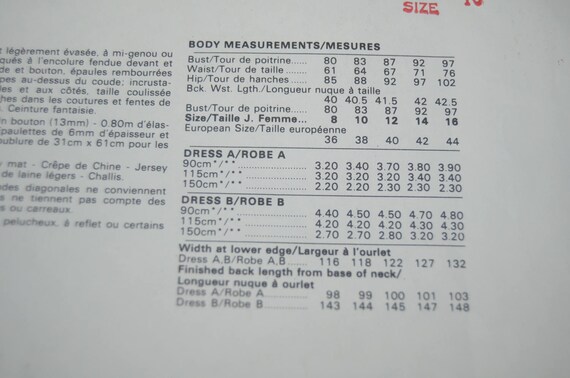 SIZE
légèrement évasée, à mi-genou ou
qués à l'encolure fendue devant et
de et bouton, épaules rembourrées
pes au-dessus du coude; incrusta-
les et aux côtés, taille coulissée
hes dans les coutures et fentes de
Ceinture fantaisie.
n bouton (13mm) - 0.80m d'élas-
paulettes de 6mm d'épaisseur et
oublure de 31cm x 61cm pour les
mat - Crêpe de Chine - Jersey
de laine légers - Challis.
des diagonales ne conviennent
s ne tiennent pas compte des
s ou carreaux.
pelucheux, à reflet ou certains
BODY MEASUREMENTS/MESURES
Bust/Tour de poitrine..... 80 83 87 92 97
Waist/Tour de taille....... 61 64 67 71 76
Hip/Tour de hanches..... 85 88 92 97 102
Bck. Wst. Lgth./Longueur nuque à taille
40 40.5 41.5 42 42.5
Bust/Tour de poitrine..... 80 83 87 92 97
Size/Taille J. Femme... 8 10 12 14 16
European Size/Taille européenne
36 38 40 42 44
DRESS A/ROBE A
90cm*/** 3.20 3.40 3.70 3.80 3.90
115cm*/** 3.20 3.20 3.20 3.40 3.40
150cm*/** 2.20 2.20 2.30 2.30 2.30
DRESS B/ROBE B
90cm*/** 4.40 4.50 4.50 4.70 4.80
115cm*/** 4.20 4.20 4.20 4.30 4.30
150cm*/** 2.70 2.70 2.80 3.20 3.20
Width at lower edge/Largeur à l'ourlet
Dress A,B/Robe A,B...... 116 118 122 127 132
Finished back length from base of neck/
Longueur nuque à ourlet
Dress A/Robe A............ 98 99 100 101 103
Dress B/Robe B............ 143 144 145 147 148